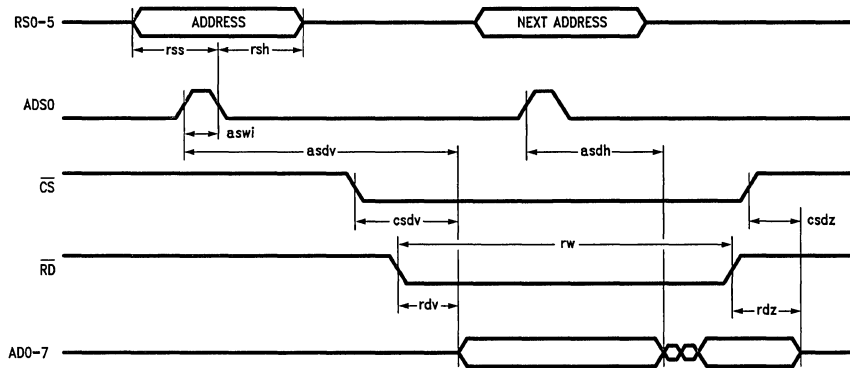 RS0-5
ADDRESS
NEXT ADDRESS
rss
rsh
ADS0
aswi
asdv
asdh
CS
csdv
csdz
rw
RD
rdv
rdz
AD0-7